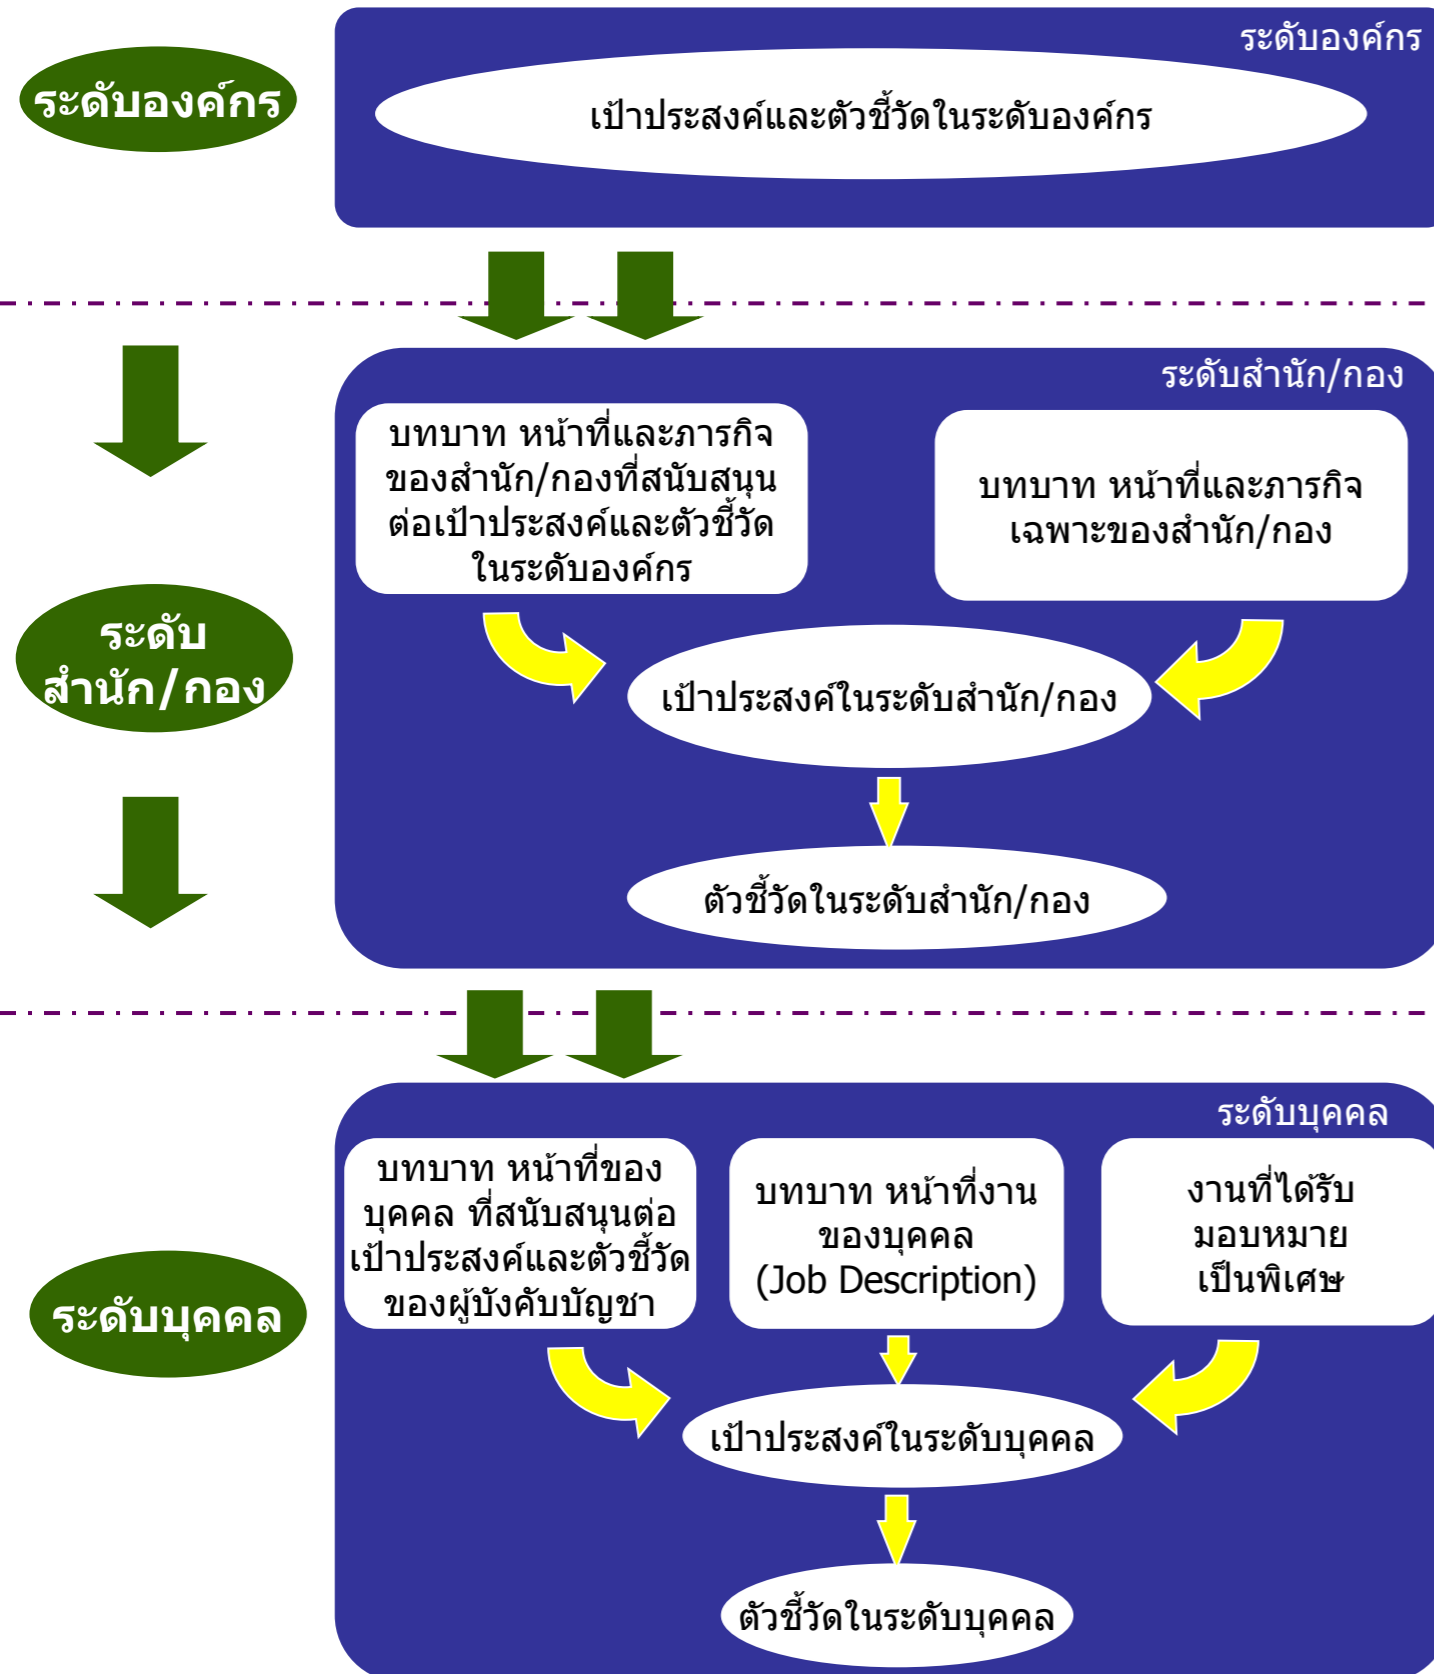 ระดับองค์กร
ระดับองค์กร
เป้าประสงค์และตัวชี้วัดในระดับองค์กร
ระดับสำนัก/กอง
บทบาท หน้าที่และภารกิจ
ของสำนัก/กองที่สนับสนุน
ต่อเป้าประสงค์และตัวชี้วัด
ในระดับองค์กร
บทบาท หน้าที่และภารกิจ
เฉพาะของสำนัก/กอง
ระดับ
สำนัก/กอง
เป้าประสงค์ในระดับสำนัก/กอง
ตัวชี้วัดในระดับสำนัก/กอง
ระดับบุคคล
บทบาท หน้าที่ของ
บุคคล ที่สนับสนุนต่อ
เป้าประสงค์และตัวชี้วัด
ของผู้บังคับบัญชา
บทบาท หน้าที่งาน
ของบุคคล
(Job Description)
งานที่ได้รับ
มอบหมาย
เป็นพิเศษ
ระดับบุคคล
เป้าประสงค์ในระดับบุคคล
ตัวชี้วัดในระดับบุคคล